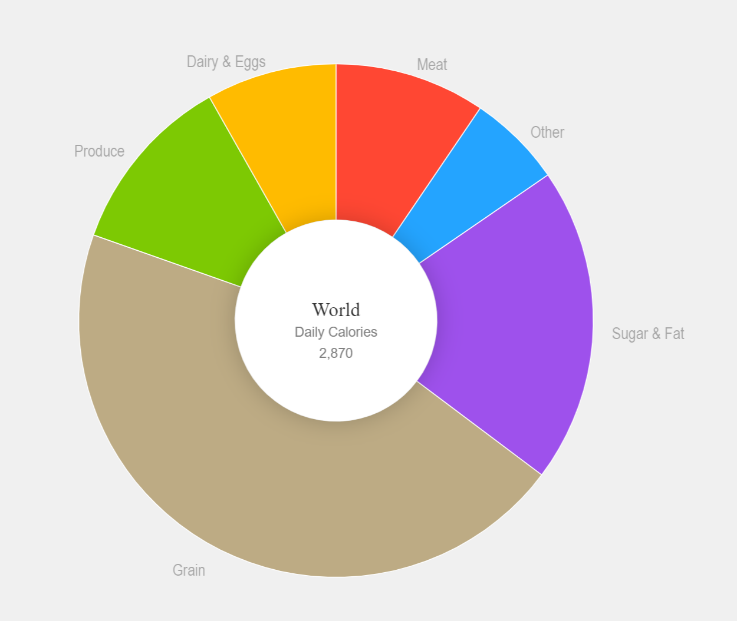 Dairy & Eggs
Meat
Other
Produce
World
Daily Calories
2,870
Sugar & Fat
Grain